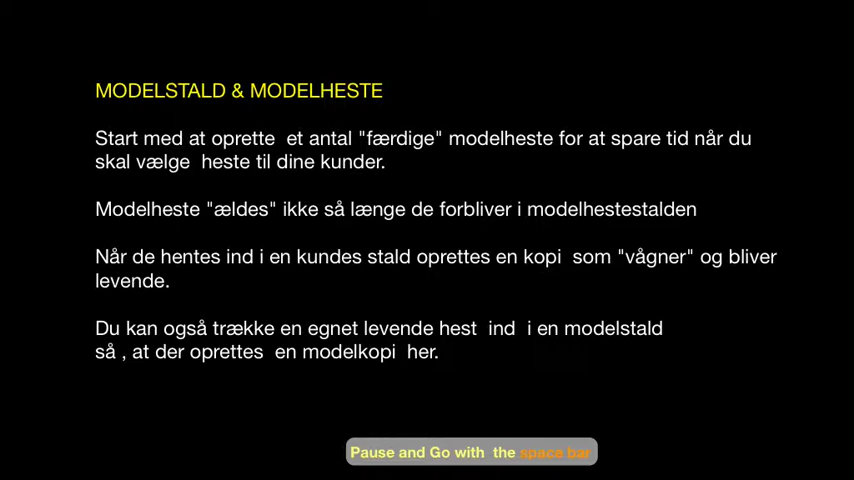 MODELSTALD & MODELHESTE
Start med at oprette  et antal "færdige" modelheste for at spare tid når du
skal vælge  heste til dine kunder.
Modelheste "ældes" ikke så længe de forbliver i modelhestestalden
Når de hentes ind i en kundes stald oprettes en kopi  som "vågner" og bliver
levende.
Du kan også trække en egnet levende hest  ind  i en modelstald
så , at der oprettes  en modelkopi  her.
Pause and Go with  the space bar